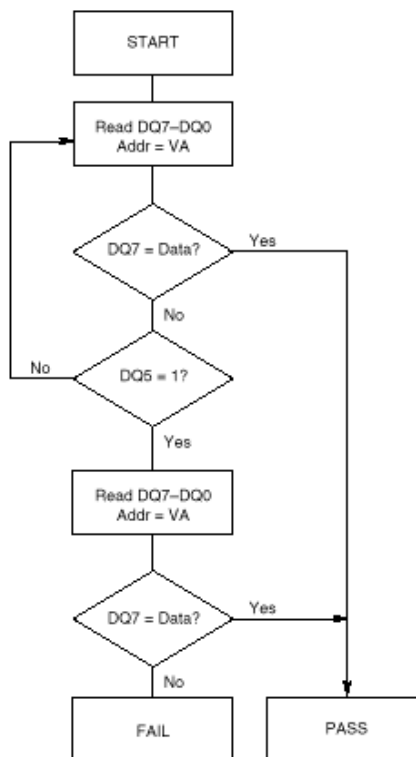 START
Read DQ7–DQ0
Addr = VA
DQ7 = Data?
Yes
No
No
DQ5 = 1?
Yes
Read DQ7–DQ0
Addr = VA
DQ7 = Data?
Yes
No
FAIL
PASS